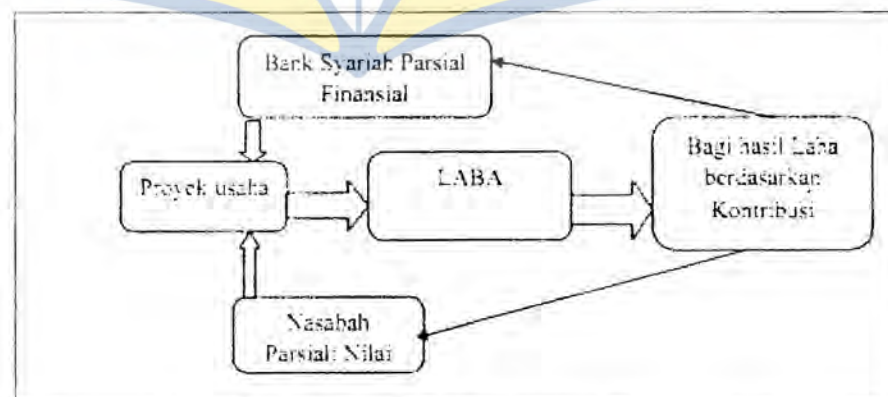 Bank Syariah Parsial
Finansial
Proyek usaha
LABA
Bagi hasil Laba
berdasarkan
Kontribusi
Nasabah
Parsial: Nilai